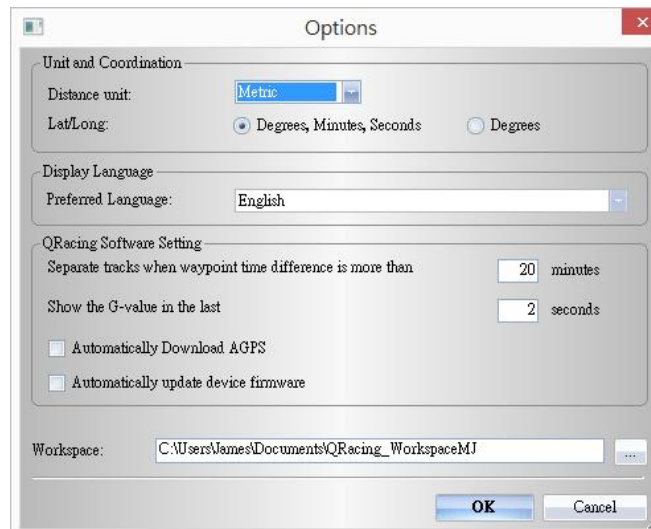 Options
Unit and Coordination
Distance unit: Metric
Lat/Long: Degrees, Minutes, Seconds Degrees
Display Language
Preferred Language: English
QRacing Software Setting
Separate tracks when waypoint time difference is more than 20 minutes
Show the G-value in the last 2 seconds
Automatically Download AGPS
Automatically update device firmware
Workspace: C:\Users\James\Documents\QRacing_WorkspaceMJ ...
OK Cancel